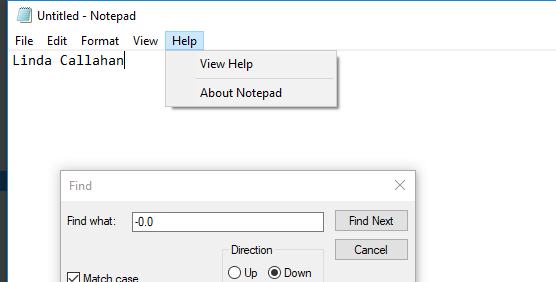 Untitled - Notepad
File Edit Format View Help
Linda Callahan
View Help
About Notepad
Find
Find what: -0.0 Find Next
Cancel
Direction
Match case Up Down